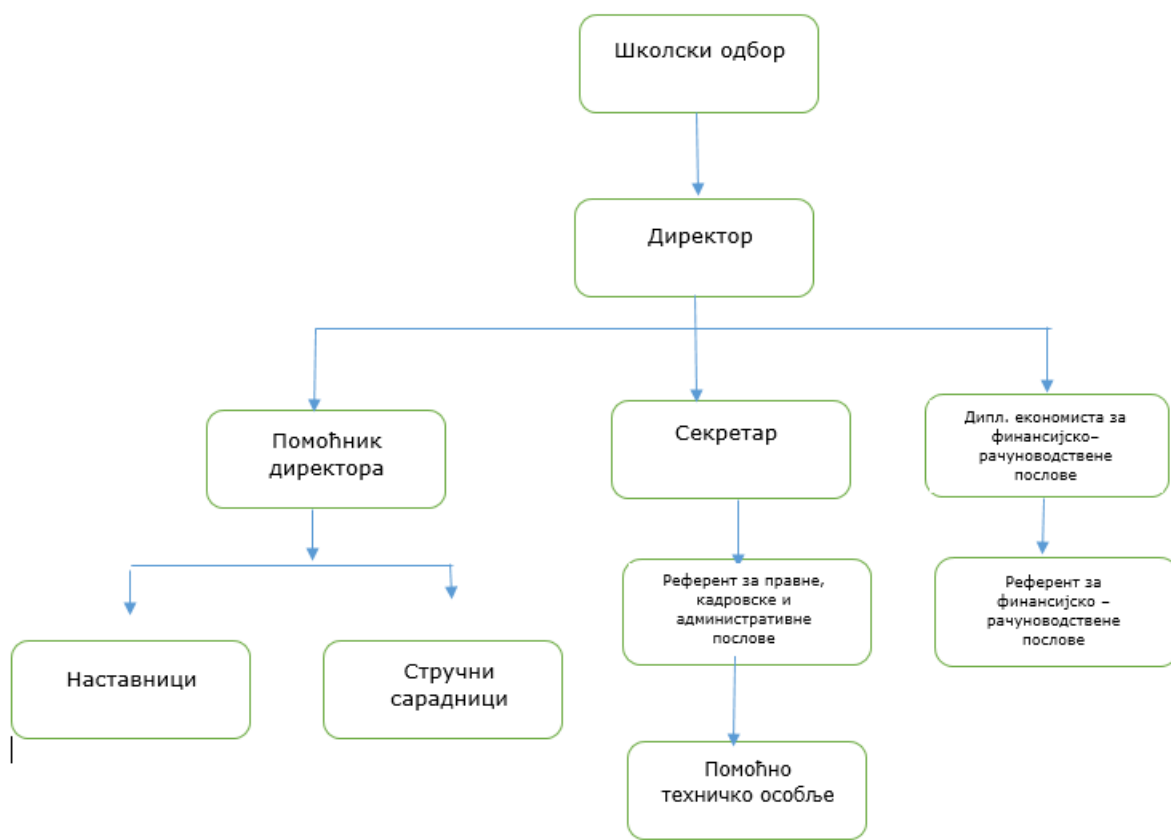 Школски одбор
Директор
Помоћник
директора
Секретар
Дипл. економиста за
финансијско–
рачуноводствене
послове
Референт за правне,
кадровске и
административне
послове
Референт за
финансијско –
рачуноводствене
послове
Наставници
Стручни
сарадници
Помоћно
техничко особље